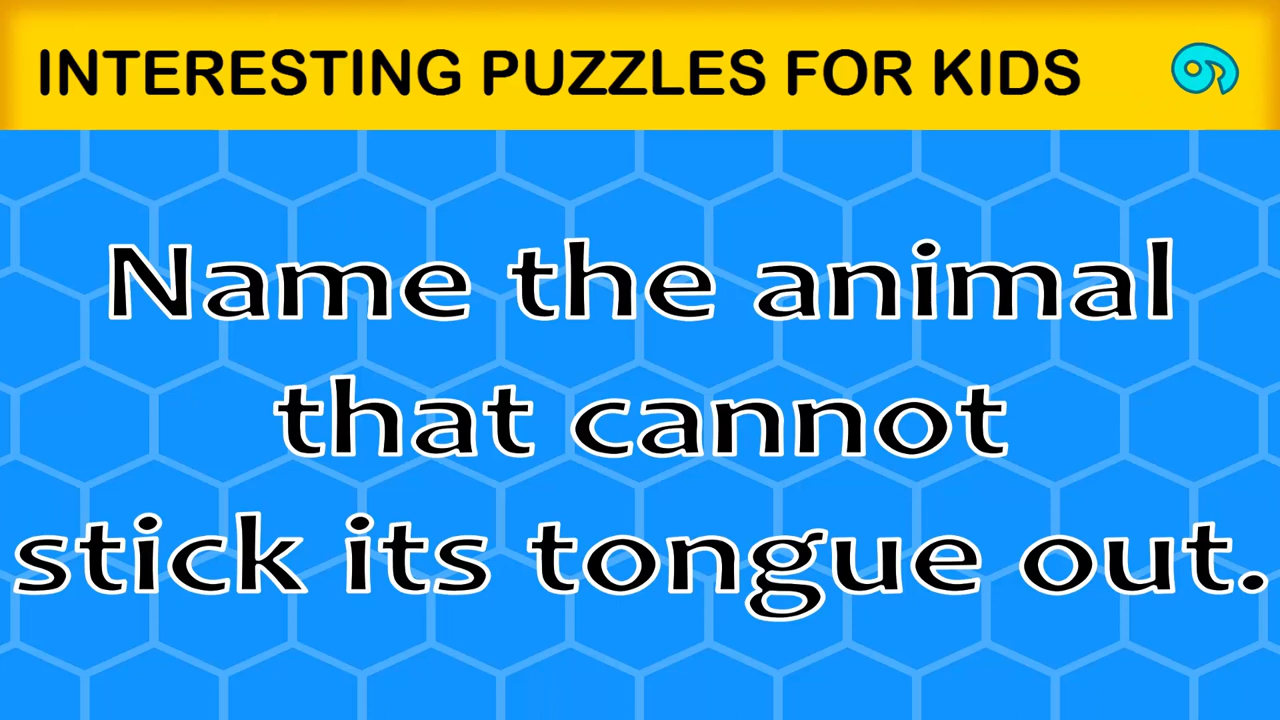 INTERESTING PUZZLES FOR KIDS
Name the animal
that cannot
stick its tongue out.